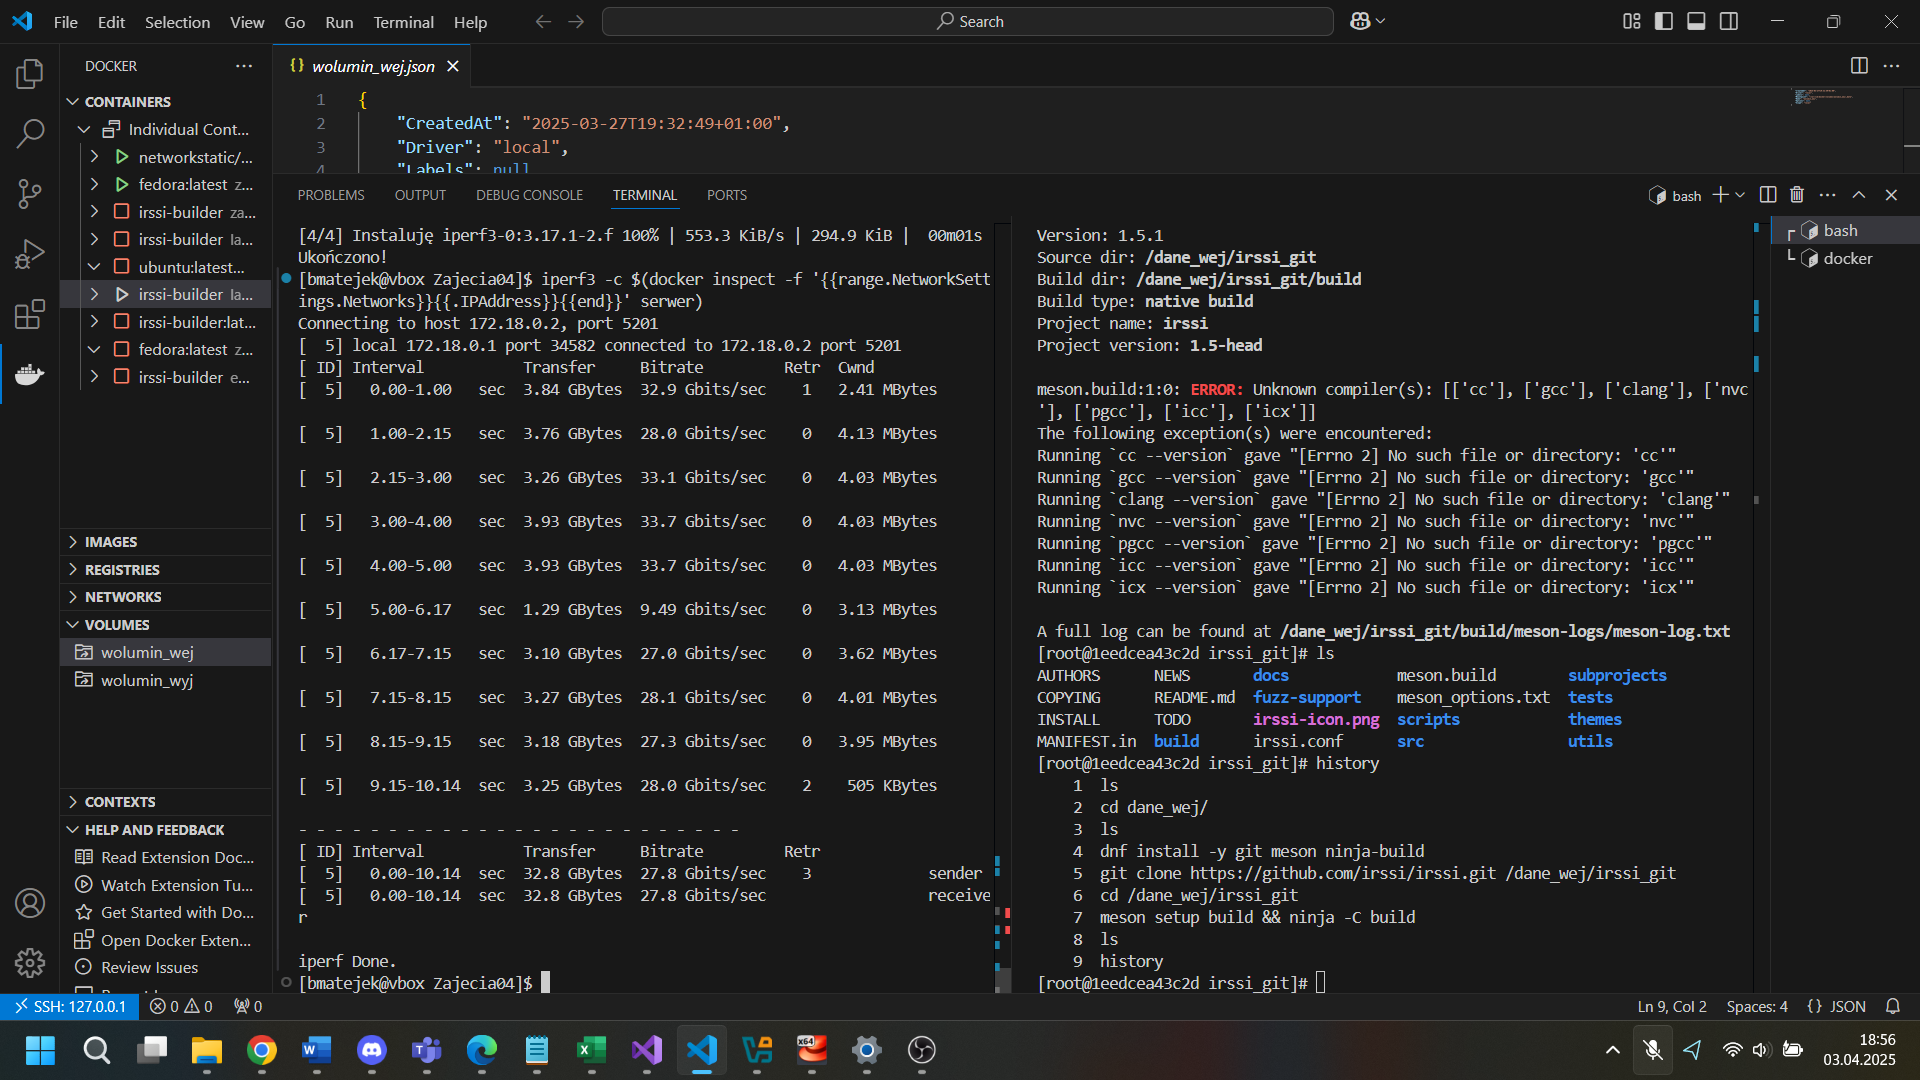 File Edit Selection View Go Run Terminal Help
Search
DOCKER
CONTAINERS
Individual Cont...
networkstatic/...
fedora:latest z...
irssi-builder za...
irssi-builder la...
ubuntu:latest...
irssi-builder la...
irssi-builder:lat...
fedora:latest z...
irssi-builder e...
IMAGES
REGISTRIES
NETWORKS
VOLUMES
wolumin_wej
wolumin_wyj
CONTEXTS
HELP AND FEEDBACK
Read Extension Doc...
Watch Extension Tu...
Get Started with Do...
Open Docker Exten...
Review Issues
{} wolumin_wej.json
1 {
2 "CreatedAt": "2025-03-27T19:32:49+01:00",
3 "Driver": "local",
4 "Labels": null
PROBLEMS OUTPUT DEBUG CONSOLE TERMINAL PORTS
bash
[4/4] Instaluję iperf3-0:3.17.1-2.f 100% | 553.3 KiB/s | 294.9 KiB | 00m01s
Ukończono!
[bmatejek@vbox Zajecia04]$ iperf3 -c $(docker inspect -f '{{range.NetworkSett
ings.Networks}}{{.IPAddress}}{{end}}' serwer)
Connecting to host 172.18.0.2, port 5201
[ 5] local 172.18.0.1 port 34582 connected to 172.18.0.2 port 5201
[ ID] Interval Transfer Bitrate Retr Cwnd
[ 5] 0.00-1.00 sec 3.84 GBytes 32.9 Gbits/sec 1 2.41 MBytes
[ 5] 1.00-2.15 sec 3.76 GBytes 28.0 Gbits/sec 0 4.13 MBytes
[ 5] 2.15-3.00 sec 3.26 GBytes 33.1 Gbits/sec 0 4.03 MBytes
[ 5] 3.00-4.00 sec 3.93 GBytes 33.7 Gbits/sec 0 4.03 MBytes
[ 5] 4.00-5.00 sec 3.93 GBytes 33.7 Gbits/sec 0 4.03 MBytes
[ 5] 5.00-6.17 sec 1.29 GBytes 9.49 Gbits/sec 0 3.13 MBytes
[ 5] 6.17-7.15 sec 3.10 GBytes 27.0 Gbits/sec 0 3.62 MBytes
[ 5] 7.15-8.15 sec 3.27 GBytes 28.1 Gbits/sec 0 4.01 MBytes
[ 5] 8.15-9.15 sec 3.18 GBytes 27.3 Gbits/sec 0 3.95 MBytes
[ 5] 9.15-10.14 sec 3.25 GBytes 28.0 Gbits/sec 2 505 KBytes
- - - - - - - - - - - - - - - - - - - - - - - - -
[ ID] Interval Transfer Bitrate Retr
[ 5] 0.00-10.14 sec 32.8 GBytes 27.8 Gbits/sec 3 sender
[ 5] 0.00-10.14 sec 32.8 GBytes 27.8 Gbits/sec receive
r
iperf Done.
[bmatejek@vbox Zajecia04]$
Version: 1.5.1
Source dir: /dane_wej/irssi_git
Build dir: /dane_wej/irssi_git/build
Build type: native build
Project name: irssi
Project version: 1.5-head
meson.build:1:0: ERROR: Unknown compiler(s): [['cc'], ['gcc'], ['clang'], ['nvc
'], ['pgcc'], ['icc'], ['icx']]
The following exception(s) were encountered:
Running `cc --version` gave "[Errno 2] No such file or directory: 'cc'"
Running `gcc --version` gave "[Errno 2] No such file or directory: 'gcc'"
Running `clang --version` gave "[Errno 2] No such file or directory: 'clang'"
Running `nvc --version` gave "[Errno 2] No such file or directory: 'nvc'"
Running `pgcc --version` gave "[Errno 2] No such file or directory: 'pgcc'"
Running `icc --version` gave "[Errno 2] No such file or directory: 'icc'"
Running `icx --version` gave "[Errno 2] No such file or directory: 'icx'"
A full log can be found at /dane_wej/irssi_git/build/meson-logs/meson-log.txt
[root@1eedcea43c2d irssi_git]# ls
AUTHORS NEWS docs meson.build subprojects
COPYING README.md fuzz-support meson_options.txt tests
INSTALL TODO irssi-icon.png scripts themes
MANIFEST.in build irssi.conf src utils
[root@1eedcea43c2d irssi_git]# history
1 ls
2 cd dane_wej/
3 ls
4 dnf install -y git meson ninja-build
5 git clone https://github.com/irssi/irssi.git /dane_wej/irssi_git
6 cd /dane_wej/irssi_git
7 meson setup build && ninja -C build
8 ls
9 history
[root@1eedcea43c2d irssi_git]#
bash
docker
SSH: 127.0.0.1 0 0 0
Ln 9, Col 2 Spaces: 4 {} JSON
x64
18:56
03.04.2025